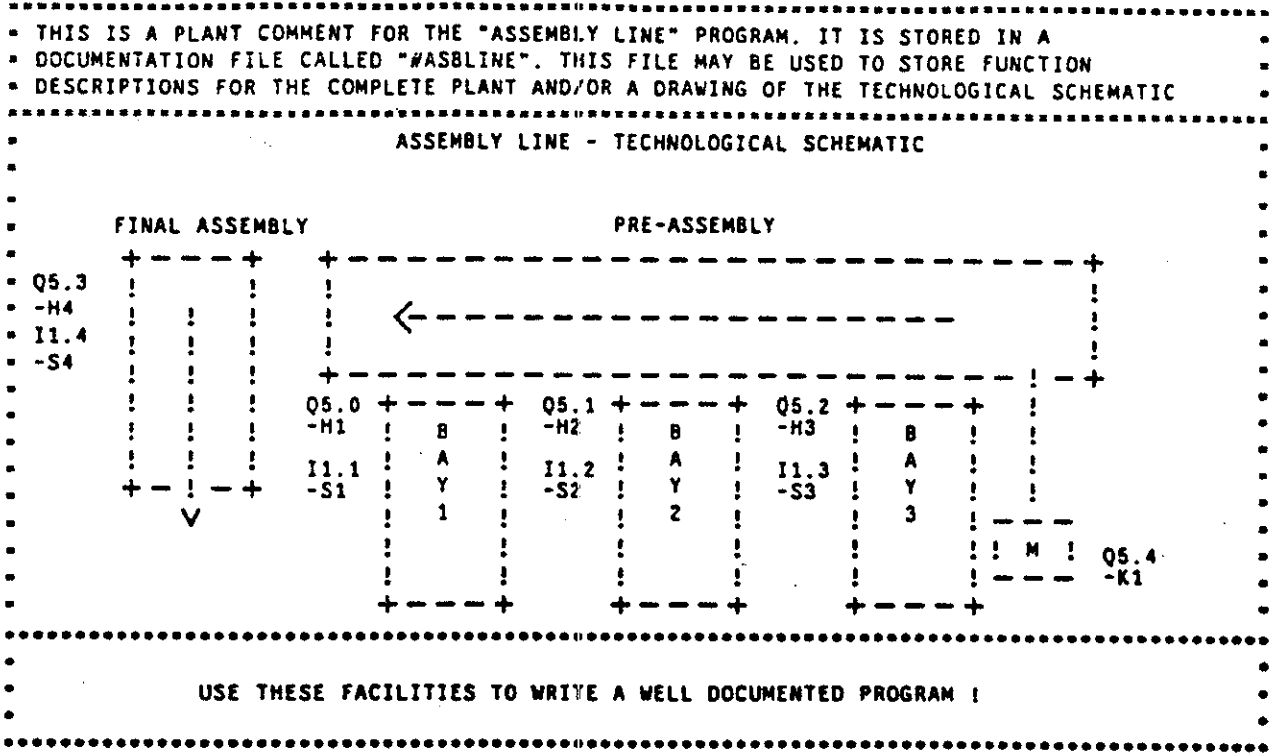 THIS IS A PLANT COMMENT FOR THE "ASSEMBLY LINE" PROGRAM. IT IS STORED IN A
DOCUMENTATION FILE CALLED "#ASBLINE". THIS FILE MAY BE USED TO STORE FUNCTION
DESCRIPTIONS FOR THE COMPLETE PLANT AND/OR A DRAWING OF THE TECHNOLOGICAL SCHEMATIC
ASSEMBLY LINE - TECHNOLOGICAL SCHEMATIC
FINAL ASSEMBLY
PRE-ASSEMBLY
Q5.3
-H4
I1.4
-S4
Q5.0
-H1
I1.1
-S1
BAY1
Q5.1
-H2
I1.2
-S2
BAY2
Q5.2
-H3
I1.3
-S3
BAY3
M
Q5.4
-K1
USE THESE FACILITIES TO WRITE A WELL DOCUMENTED PROGRAM !